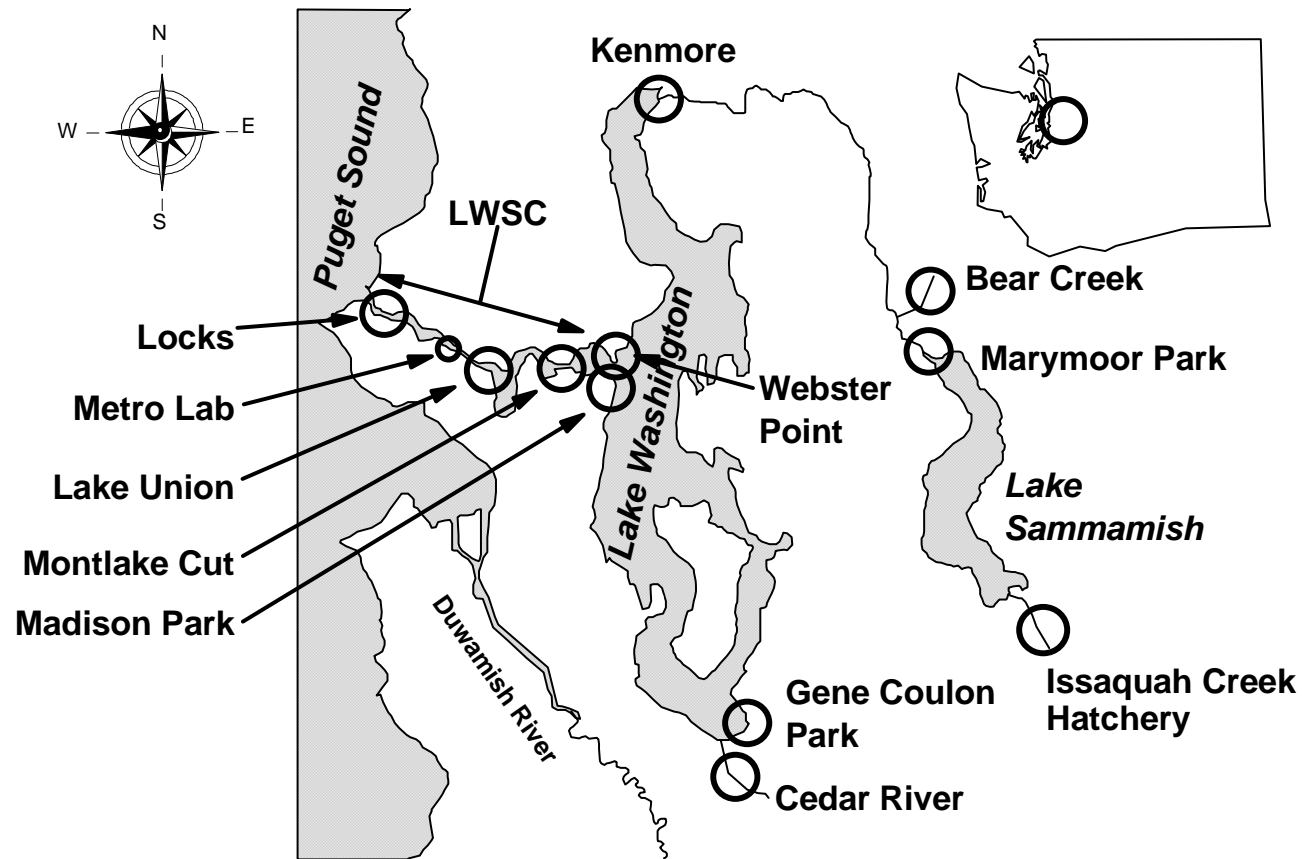 N
W
E
S
Kenmore
Puget Sound
LWSC
Bear Creek
Locks
Marymoor Park
Metro Lab
Webster
Point
Lake Washington
Lake Union
Lake
Sammamish
Montlake Cut
Madison Park
Duwamish River
Gene Coulon
Park
Issaquah Creek
Hatchery
Cedar River